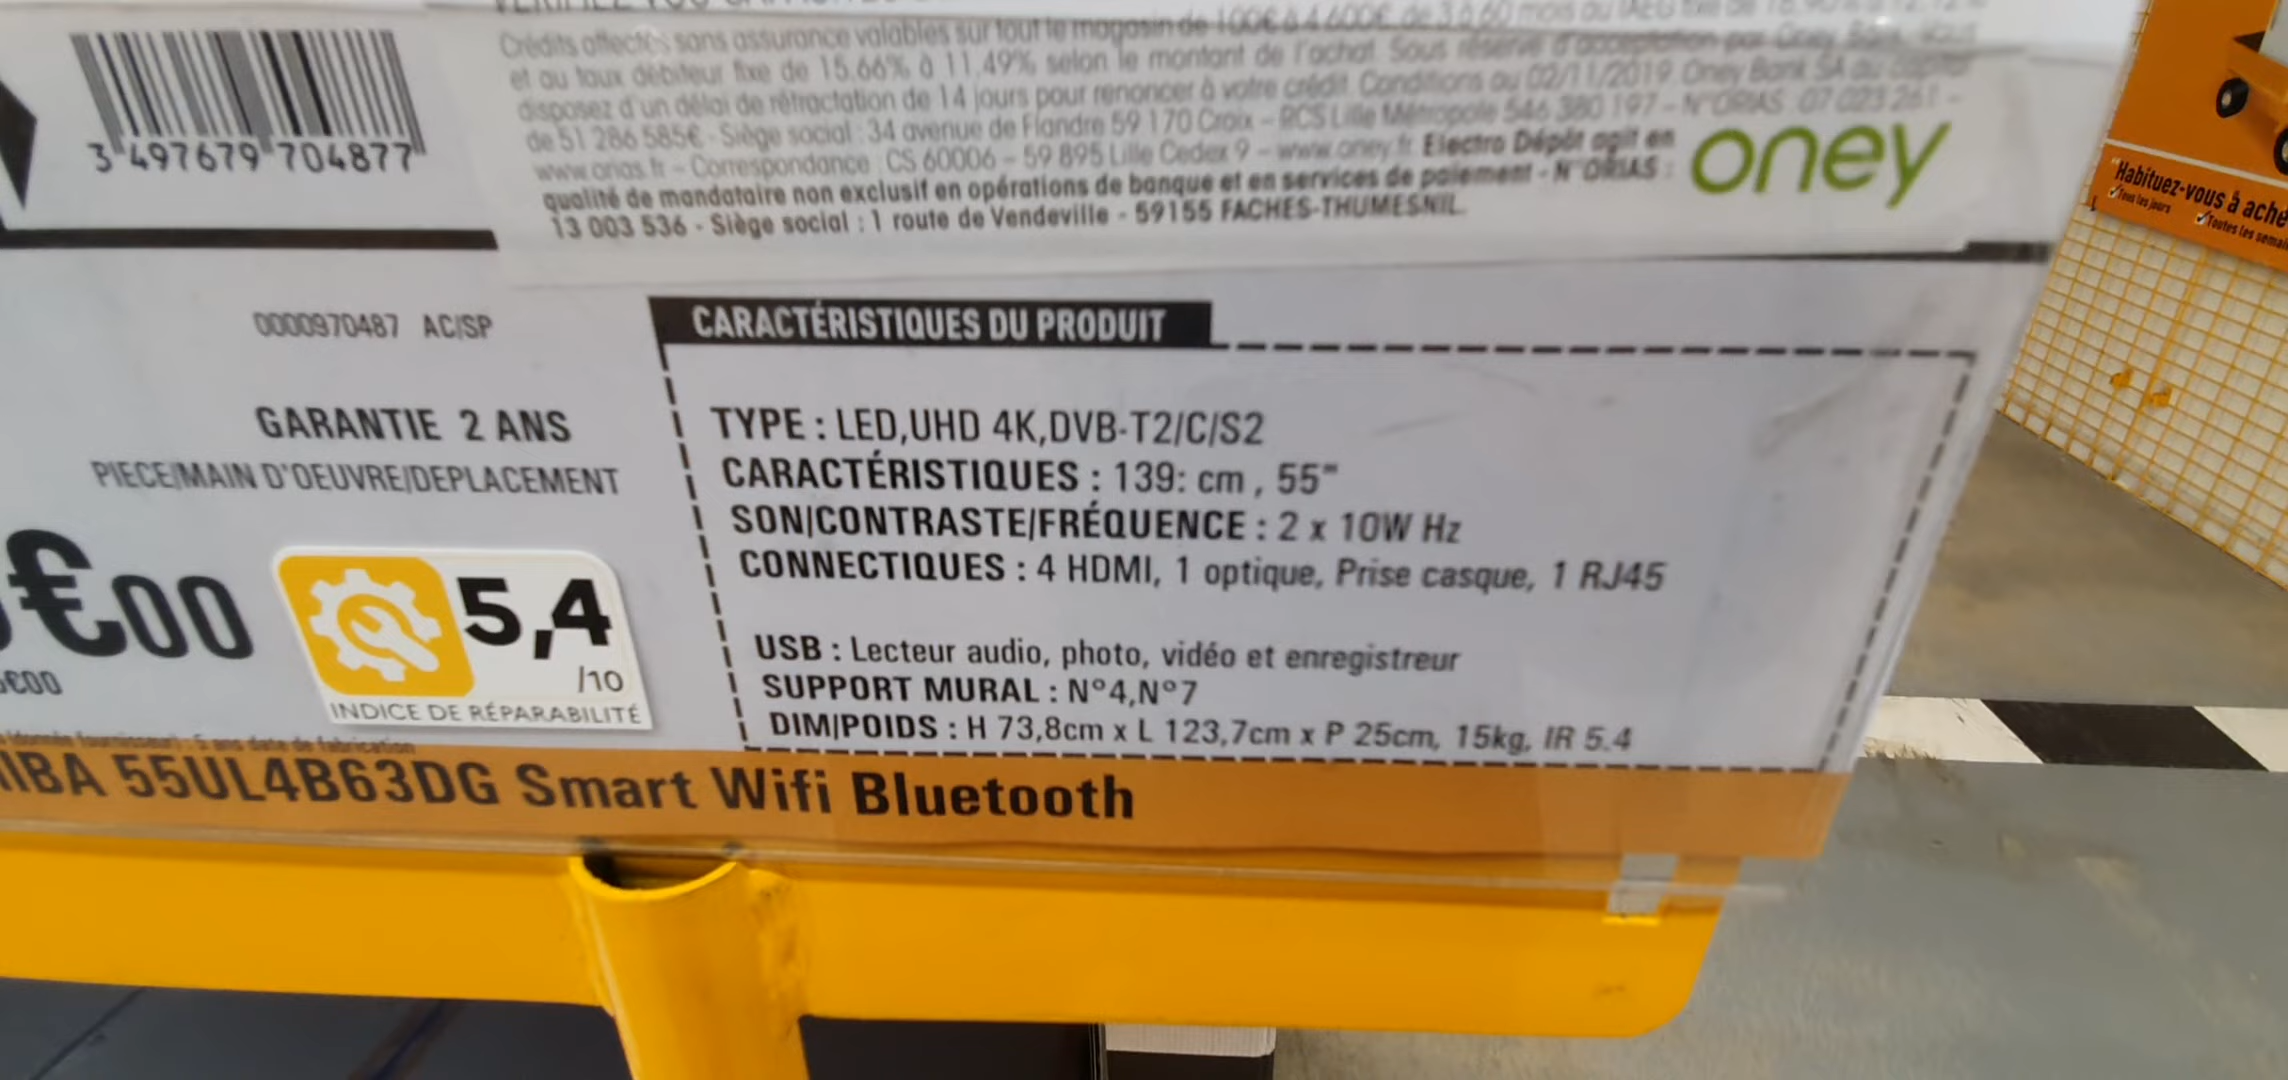 3 497679 704877
Crédits affectés sans assurance valables sur tout le magasin de 100€ à 4 600€ de 3 à 60 mois au
et au taux débiteur fixe de 15.66% à 11.49% selon le montant de l'achat. Sous réserve d'acceptation par Oney Bank.
disposez d'un délai de rétractation de 14 jours pour renoncer à votre crédit. Conditions au 02/11/2019 Oney Bank SA au capital
de 51 286 585€ - Siège social : 34 avenue de Flandre 59 170 Croix - RCS Lille Métropole 546 380 197 - N°ORIAS 07 023 261 -
www.orias.fr - Correspondance CS 60006 - 59 895 Lille Cedex 9 - www.oney.fr Electro Dépôt agit en
qualité de mandataire non exclusif en opérations de banque et en services de paiement - N°ORIAS :
13 003 536 - Siège social : 1 route de Vendeville - 59155 FACHES-THUMESNIL
oney
"Habituez-vous à ache
Tous les jours
Toutes les semai
0000970487 AC/SP
GARANTIE 2 ANS
PIECE/MAIN D'OEUVRE/DEPLACEMENT
€00
€00
5,4
/10
INDICE DE RÉPARABILITÉ
CARACTÉRISTIQUES DU PRODUIT
TYPE : LED,UHD 4K,DVB-T2/C/S2
CARACTÉRISTIQUES : 139: cm , 55"
SON/CONTRASTE/FRÉQUENCE : 2 x 10W Hz
CONNECTIQUES : 4 HDMI, 1 optique, Prise casque, 1 RJ45
USB : Lecteur audio, photo, vidéo et enregistreur
SUPPORT MURAL : N°4,N°7
DIM/POIDS : H 73,8cm x L 123,7cm x P 25cm, 15kg, IR 5.4
IBA 55UL4B63DG Smart Wifi Bluetooth